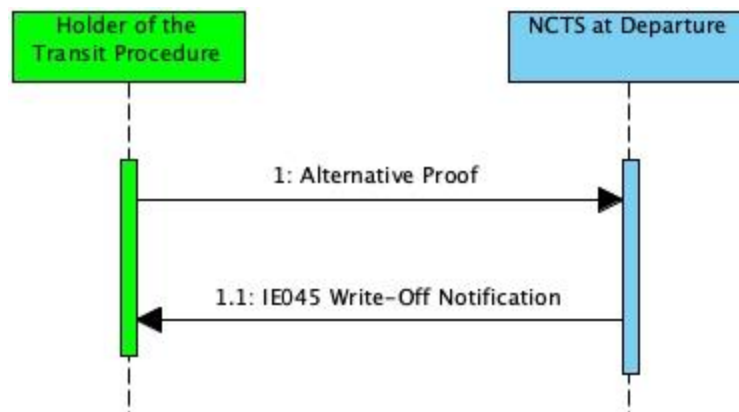 Holder of the
Transit Procedure
NCTS at Departure
1: Alternative Proof
1.1: IE045 Write-Off Notification